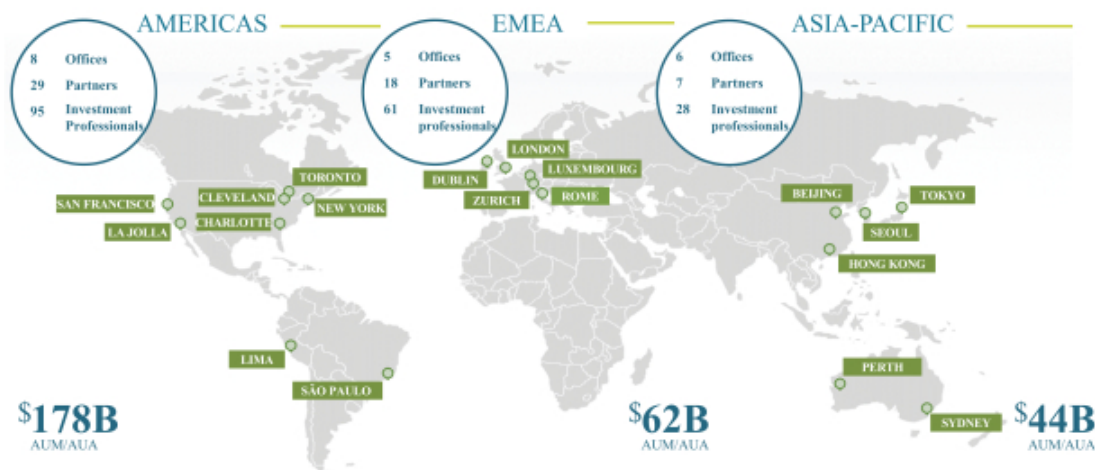 AMERICAS
8 Offices
29 Partners
95 Investment
Professionals
EMEA
5 Offices
18 Partners
61 Investment
professionals
ASIA-PACIFIC
6 Offices
7 Partners
28 Investment
professionals
TORONTO
CLEVELAND
SAN FRANCISCO
NEW YORK
LA JOLLA
CHARLOTTE
LIMA
SÃO PAULO
LONDON
DUBLIN
LUXEMBOURG
ZURICH
ROME
BEIJING
TOKYO
SEOUL
HONG KONG
PERTH
SYDNEY
$178B
AUM/AUA
$62B
AUM/AUA
$44B
AUM/AUA